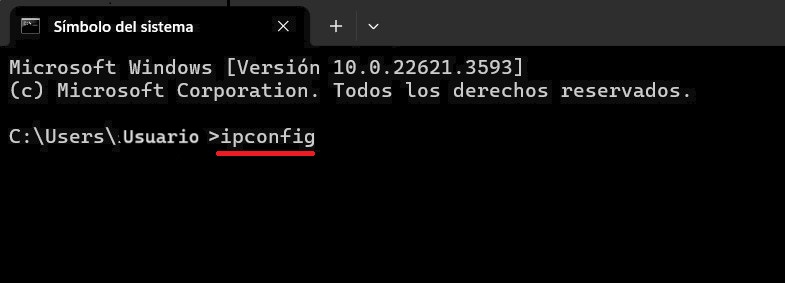 Símbolo del sistema
Microsoft Windows [Versión 10.0.22621.3593]
(c) Microsoft Corporation. Todos los derechos reservados.
C:\Users\.Usuario >ipconfig